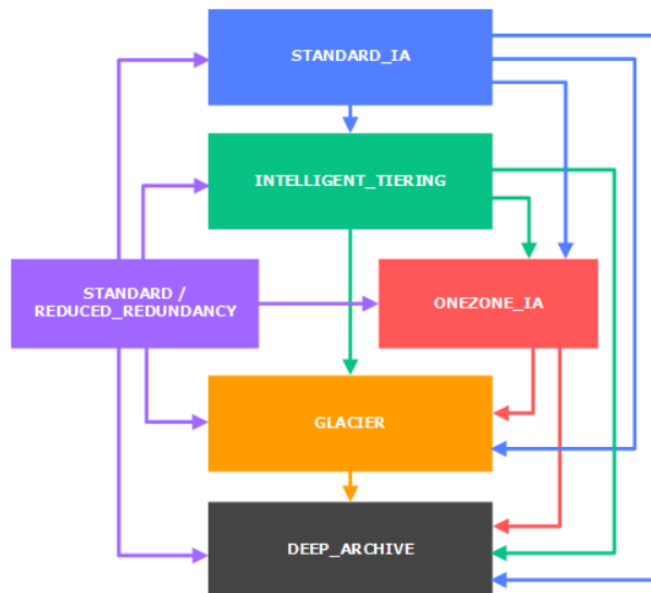 STANDARD_IA
INTELLIGENT_TIERING
STANDARD /
REDUCED_REDUNDANCY
ONEZONE_IA
GLACIER
DEEP_ARCHIVE